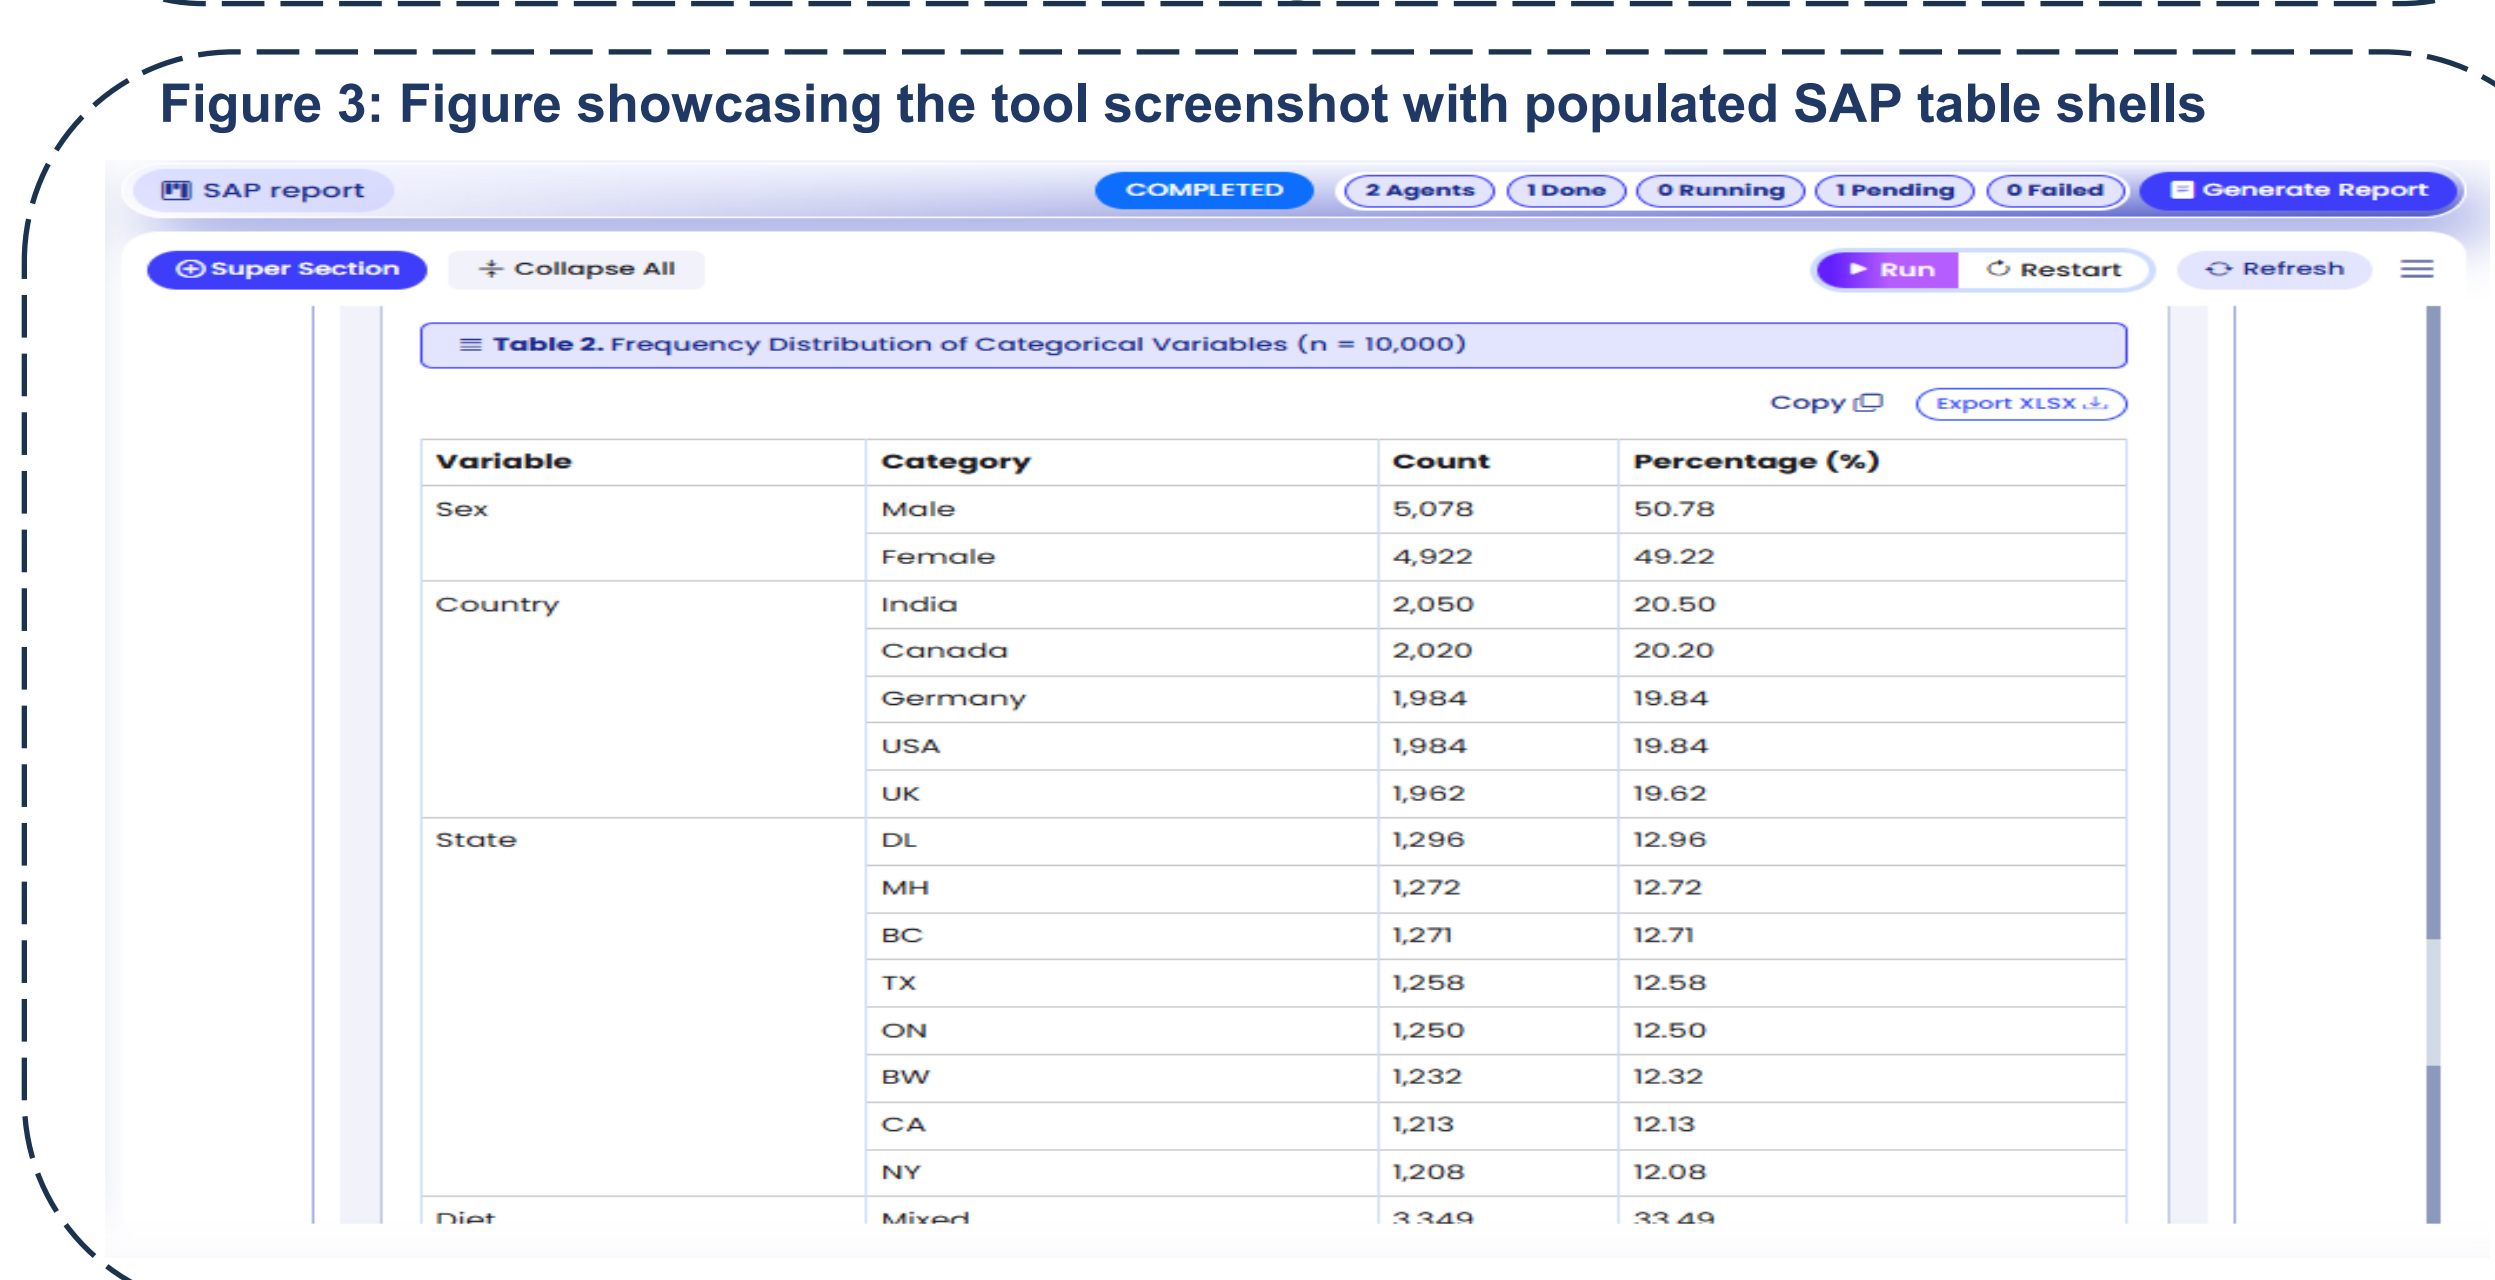 Figure 3: Figure showcasing the tool screenshot with populated SAP table shells
SAP report COMPLETED 2 Agents 1 Done 0 Running 1 Pending 0 Failed Generate Report
Super Section Collapse All Run Restart Refresh
Table 2. Frequency Distribution of Categorical Variables (n = 10,000)
Copy Export XLSX
Variable Category Count Percentage (%)
Sex Male 5,078 50.78
Female 4,922 49.22
Country India 2,050 20.50
Canada 2,020 20.20
Germany 1,984 19.84
USA 1,984 19.84
UK 1,962 19.62
State DL 1,296 12.96
MH 1,272 12.72
BC 1,271 12.71
TX 1,258 12.58
ON 1,250 12.50
BW 1,232 12.32
CA 1,213 12.13
NY 1,208 12.08
Diet Mixed 3,349 33.49